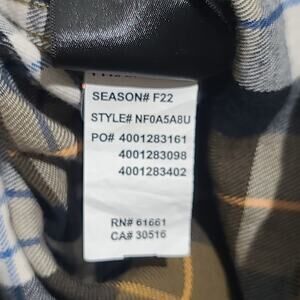 SEASON# F22
STYLE# NF0A5A8U
PO# 4001283161
4001283098
4001283402
RN# 61661
CA# 30516